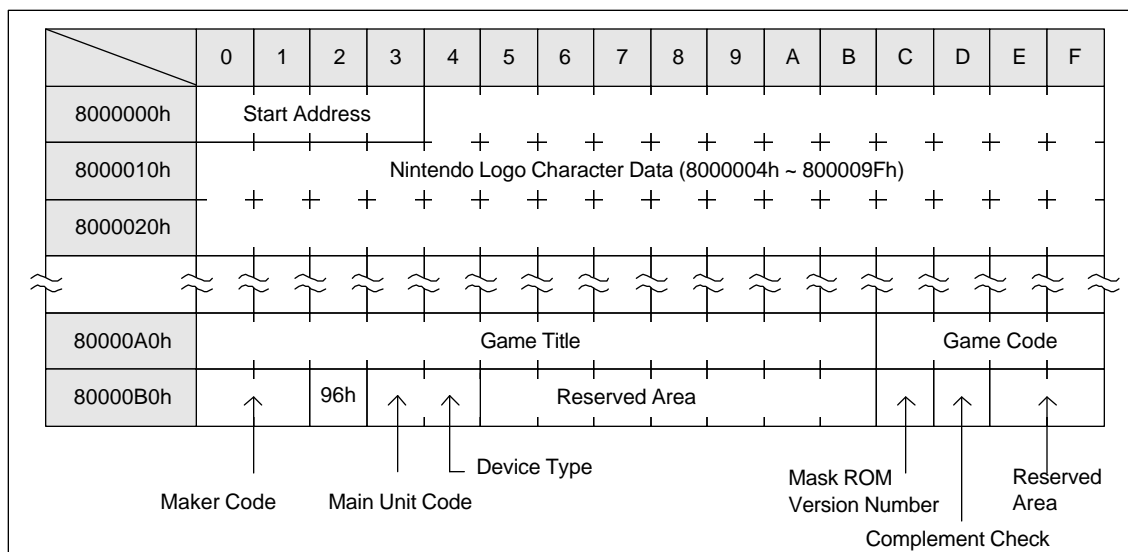 0 1 2 3 4 5 6 7 8 9 A B C D E F
8000000h Start Address
8000010h Nintendo Logo Character Data (8000004h ~ 800009Fh)
8000020h
80000A0h Game Title Game Code
80000B0h 96h Reserved Area
Device Type
Maker Code Main Unit Code
Mask ROM
Version Number
Reserved
Area
Complement Check